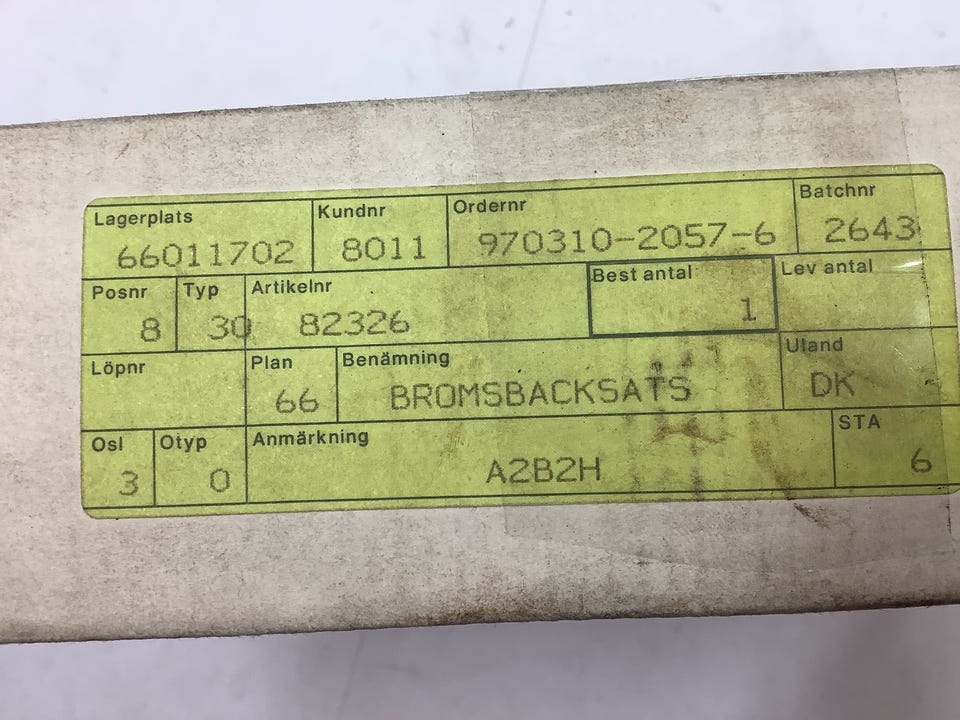 Lagerplats Kundnr Ordernr Batchnr
66011702 8011 970310-2057-6 2643
Posnr Typ Artikelnr Best antal Lev antal
8 30 82326 1
Löpnr Plan Benämning Uland
66 BROMSBACKSATS DK
Osl Otyp Anmärkning STA
3 0 A2B2H 6